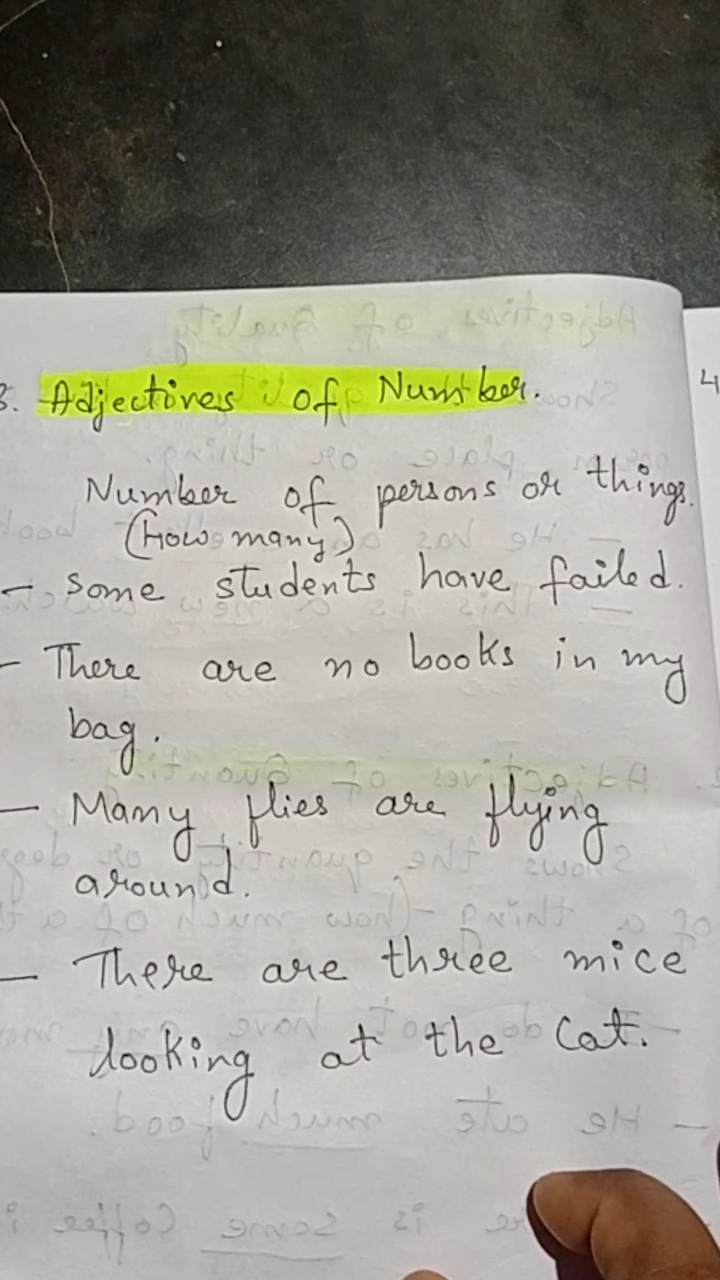 3. Adjectives of Number. 4
Number of persons or things.
(how many)
- Some students have failed.
- There are no books in my
bag.
- Many flies are flying
around.
- There are three mice
looking at the cat.